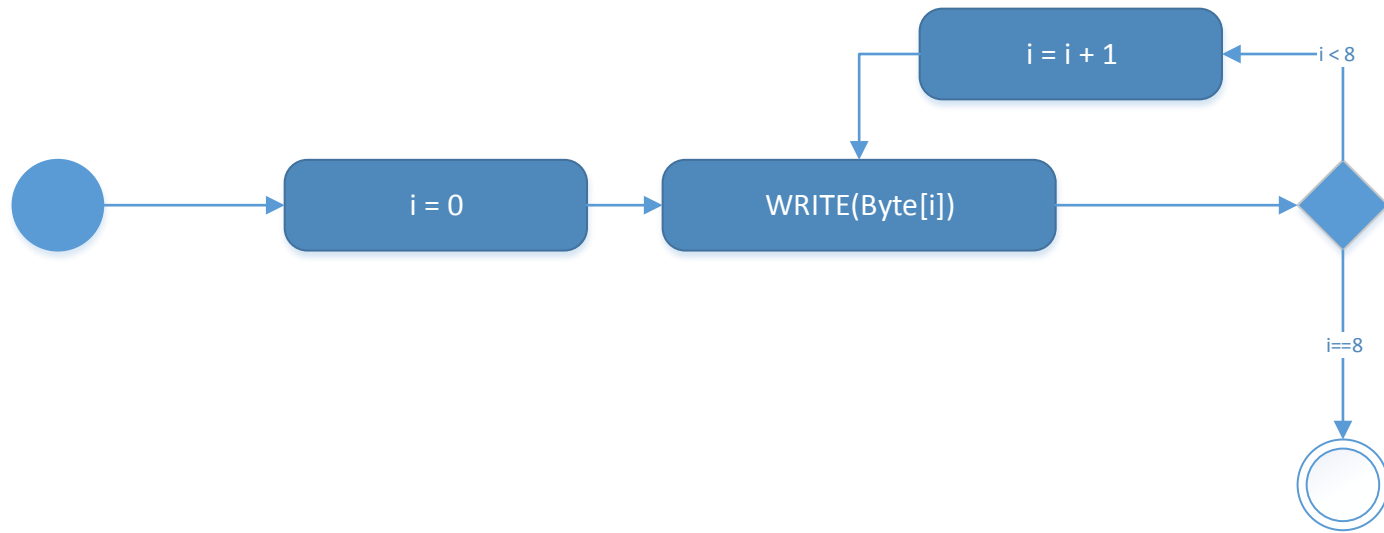 i = i + 1
i < 8
i = 0
WRITE(Byte[i])
i==8